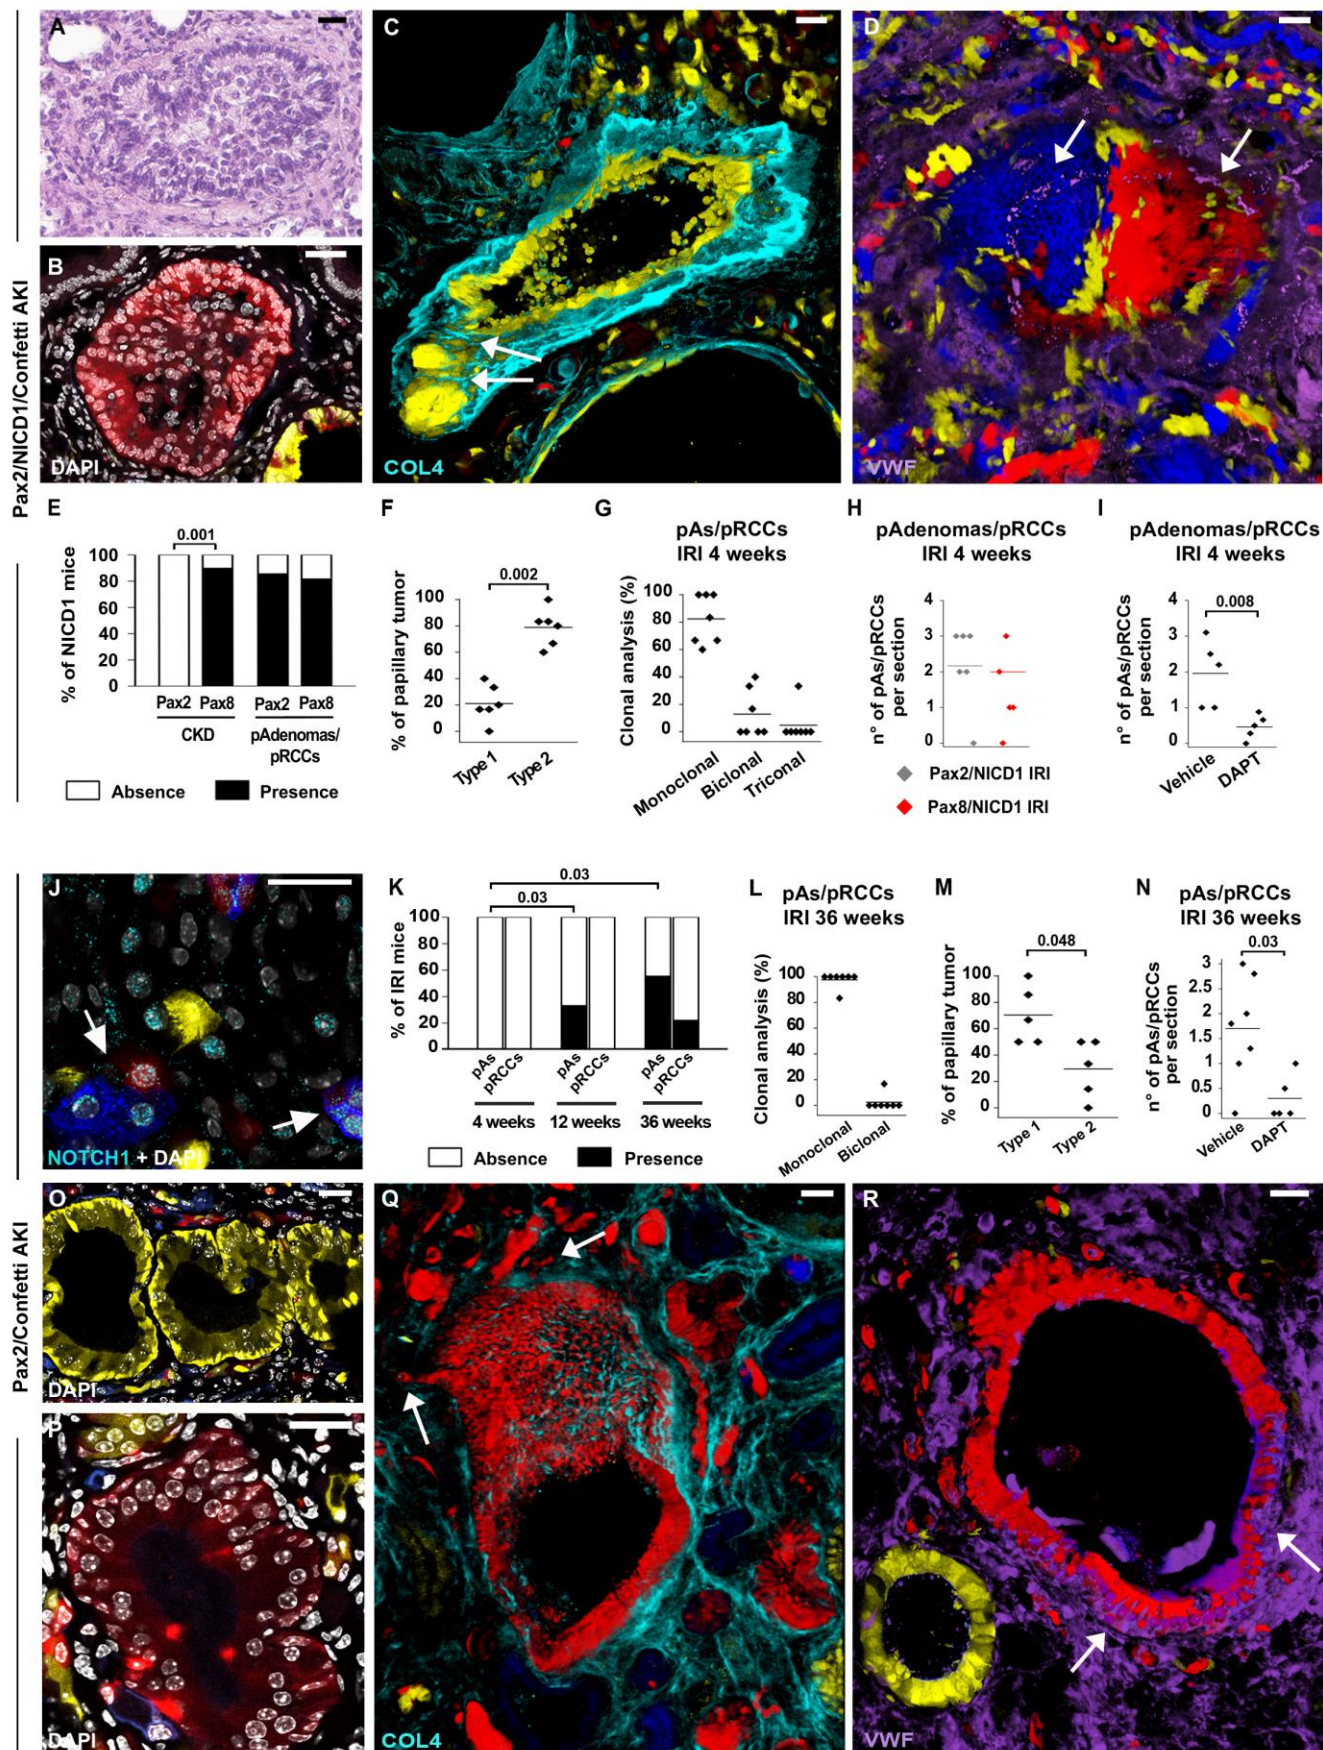 Pax2/NICD1/Confetti AKI
A
B
DAPI
C
COL4
D
VWF
E
% of NICD1 mice
100
80
60
40
20
0
0.001
Pax2 Pax8 Pax2 Pax8
CKD pAdenomas/
pRCCs
Absence Presence
F
% of papillary tumor
100
80
60
40
20
0
0.002
Type 1 Type 2
G
pAs/pRCCs
IRI 4 weeks
Clonal analysis (%)
100
80
60
40
20
0
Monoclonal Biclonal Triconal
H
pAdenomas/pRCCs
IRI 4 weeks
n° of pAs/pRCCs
per section
4
3
2
1
0
Pax2/NICD1 IRI
Pax8/NICD1 IRI
I
pAdenomas/pRCCs
IRI 4 weeks
n° of pAs/pRCCs
per section
4
3
2
1
0
0.008
Vehicle DAPT
Pax2/Confetti AKI
J
NOTCH1 + DAPI
K
% of IRI mice
100
80
60
40
20
0
0.03
0.03
pAs pRCCs pAs pRCCs pAs pRCCs
4 weeks 12 weeks 36 weeks
Absence Presence
L
pAs/pRCCs
IRI 36 weeks
Clonal analysis (%)
100
80
60
40
20
0
Monoclonal Biclonal
M
% of papillary tumor
100
80
60
40
20
0
0.048
Type 1 Type 2
N
pAs/pRCCs
IRI 36 weeks
n° of pAs/pRCCs
per section
3
2.5
2
1.5
1
0.5
0
0.03
Vehicle DAPT
O
DAPI
P
DAPI
Q
COL4
R
VWF